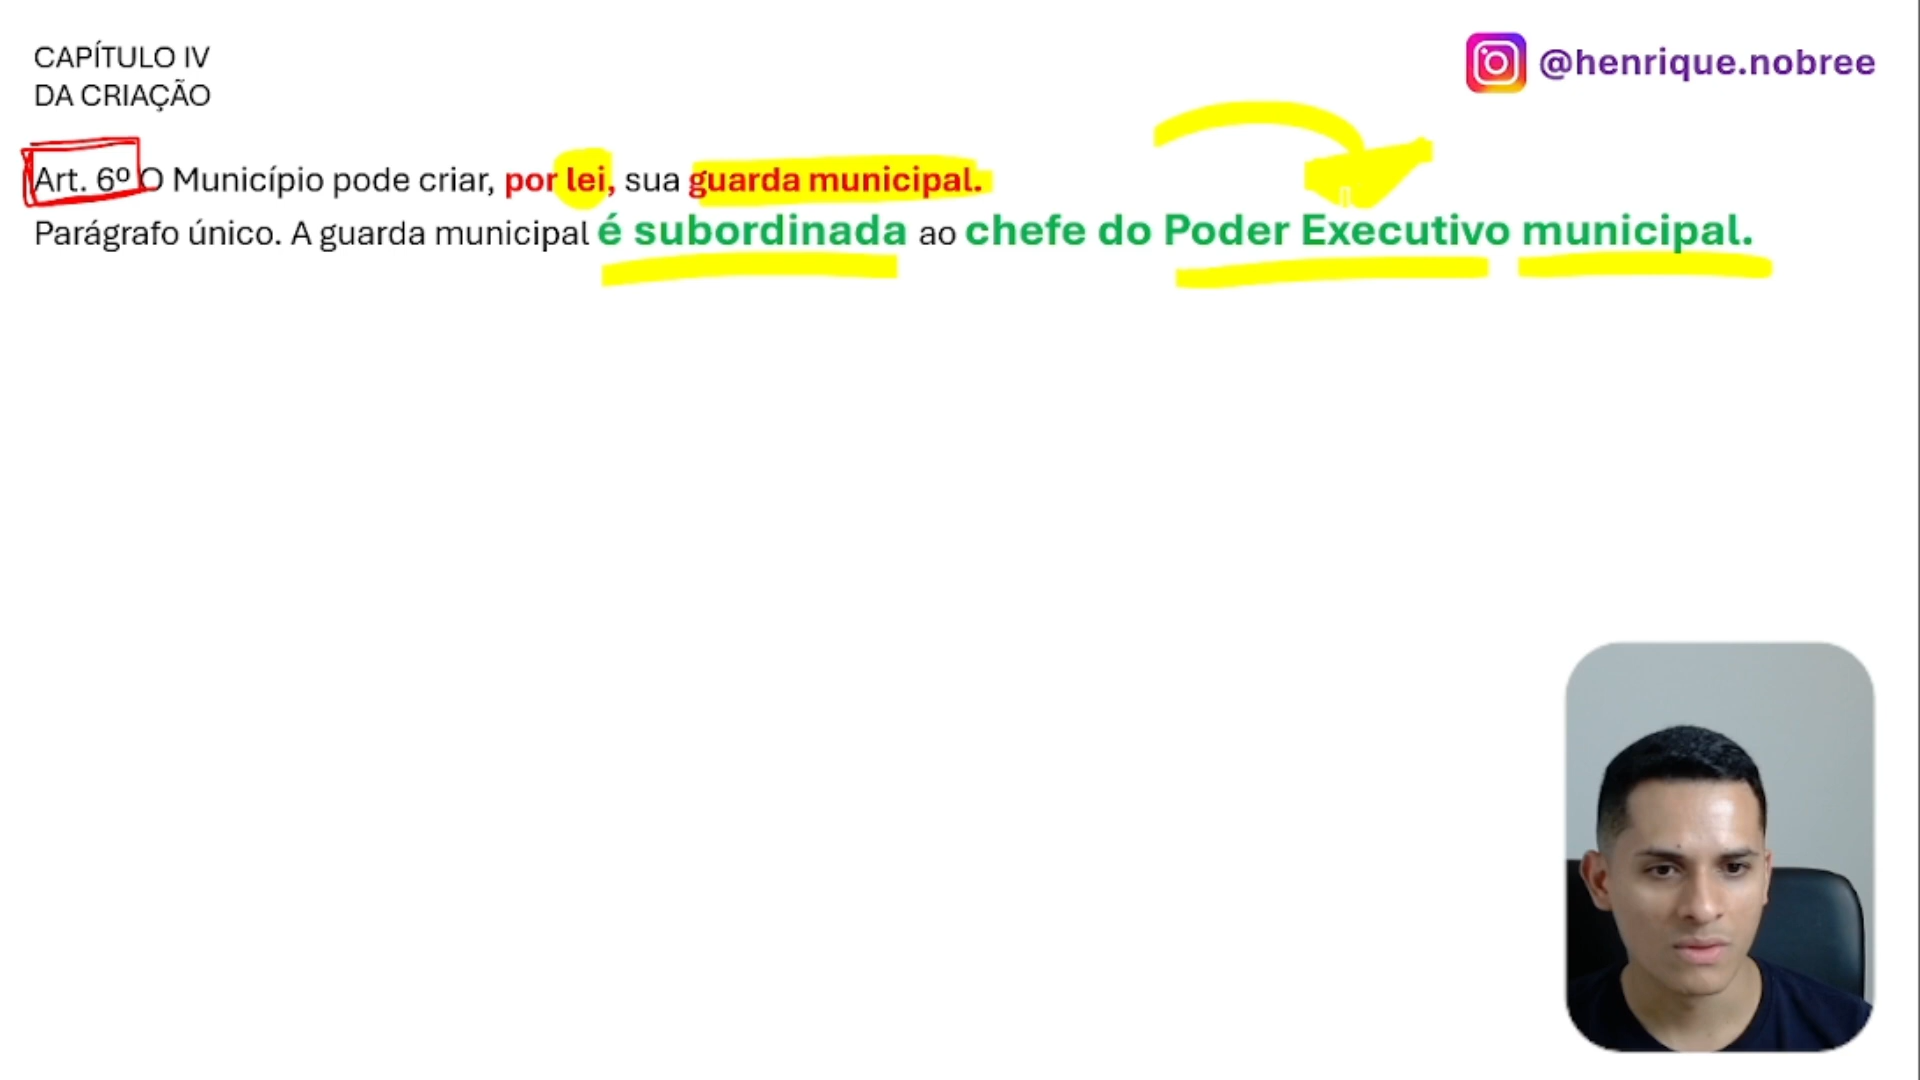 CAPÍTULO IV
DA CRIAÇÃO
@henrique.nobree
Art. 6º O Município pode criar, por lei, sua guarda municipal.
Parágrafo único. A guarda municipal é subordinada ao chefe do Poder Executivo municipal.